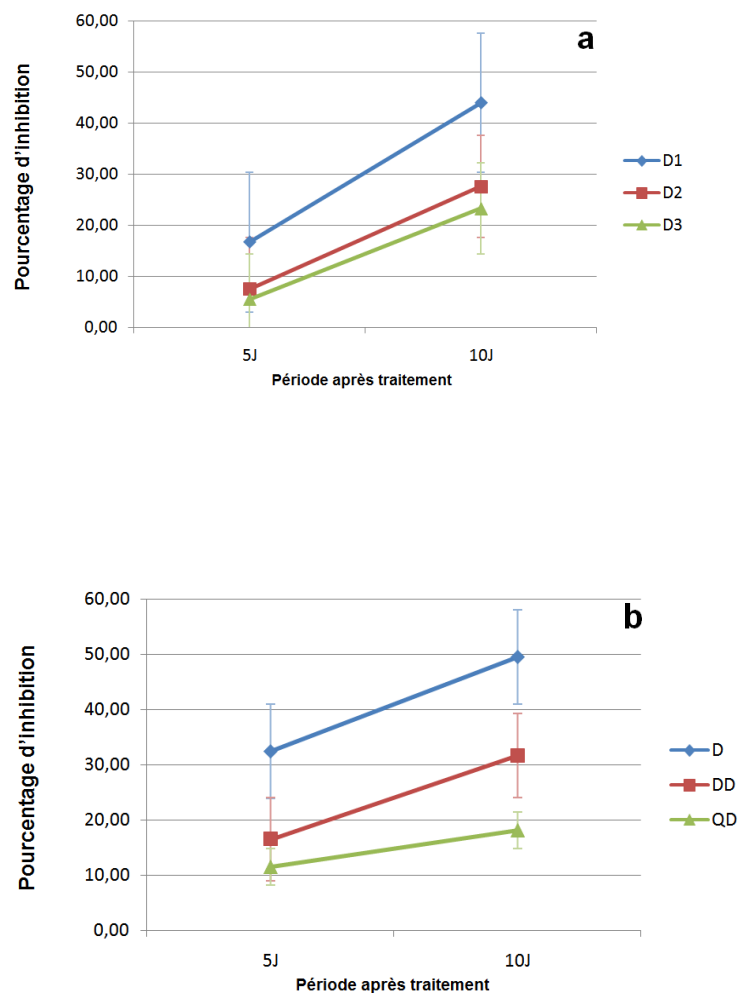 a
Pourcentage d'inhibition
60,00
50,00
40,00
30,00
20,00
10,00
0,00
5J
10J
Période après traitement
D1
D2
D3
b
Pourcentage d'inhibition
60,00
50,00
40,00
30,00
20,00
10,00
0,00
5J
10J
Période après traitement
D
DD
QD